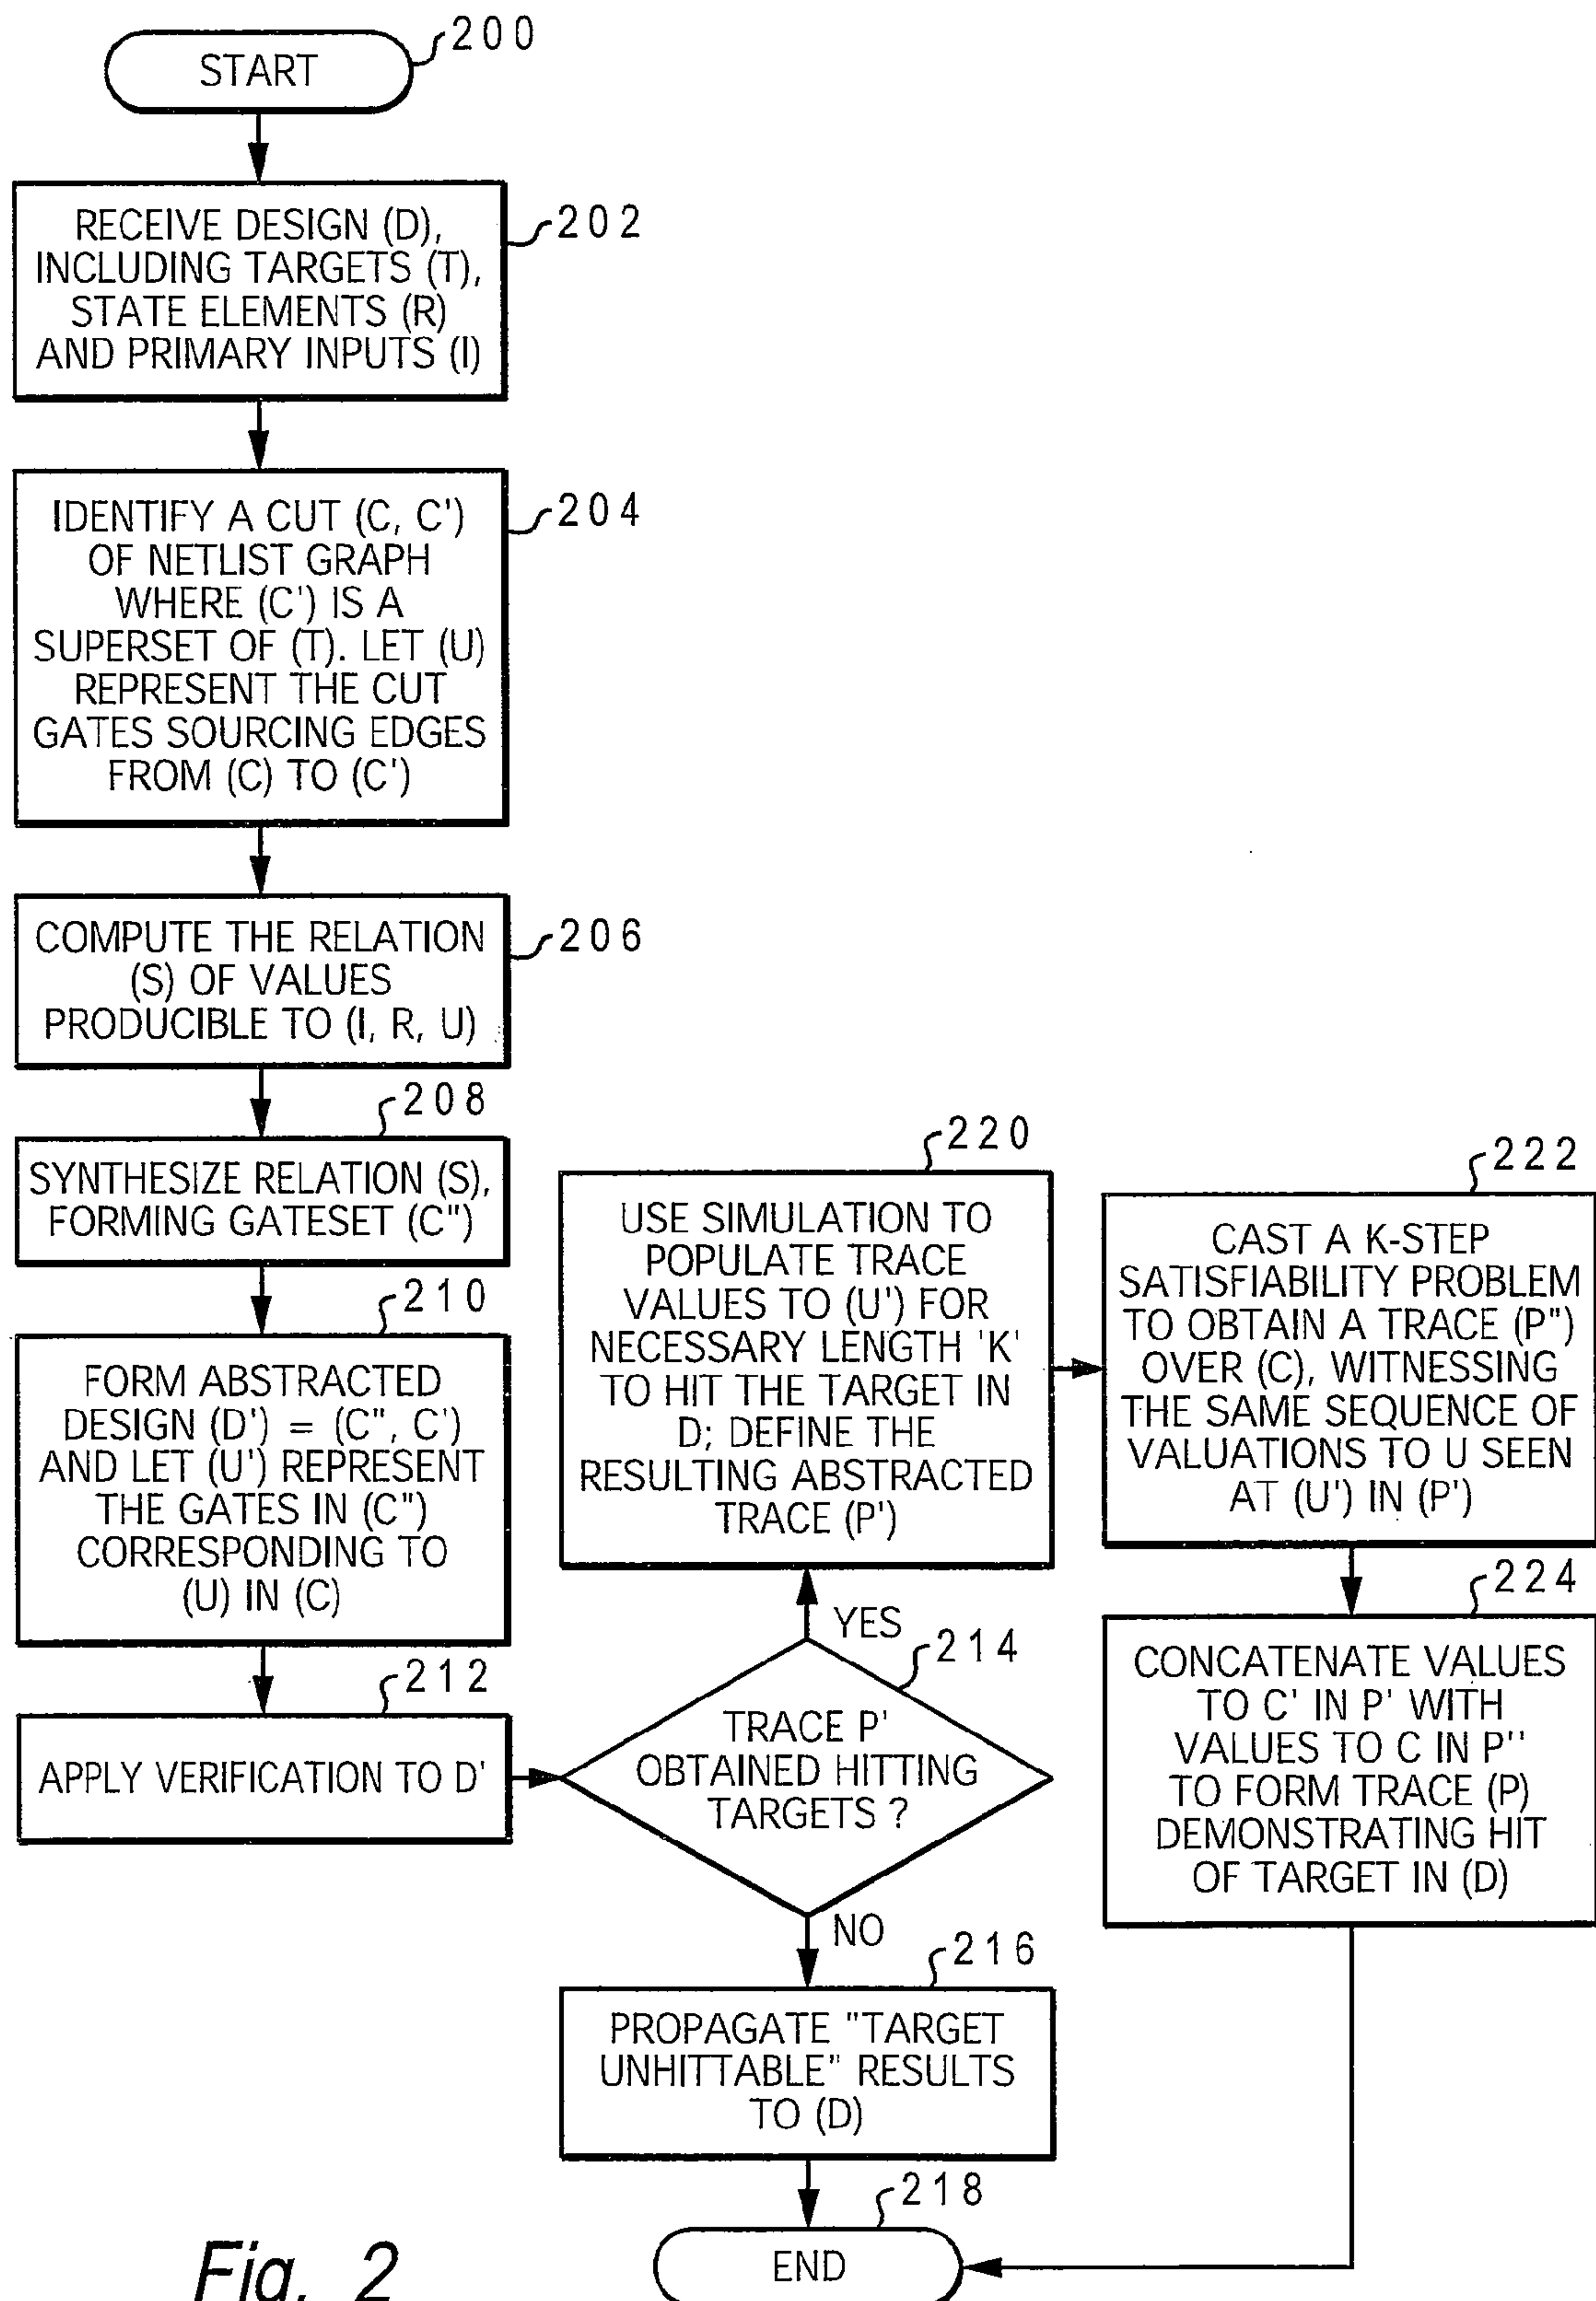 START
200
RECEIVE DESIGN (D),
INCLUDING TARGETS (T),
STATE ELEMENTS (R)
AND PRIMARY INPUTS (I)
202
IDENTIFY A CUT (C, C')
OF NETLIST GRAPH
WHERE (C') IS A
SUPERSET OF (T). LET (U)
REPRESENT THE CUT
GATES SOURCING EDGES
FROM (C) TO (C')
204
COMPUTE THE RELATION
(S) OF VALUES
PRODUCIBLE TO (I, R, U)
206
208
SYNTHESIZE RELATION (S),
FORMING GATESET (C")
210
FORM ABSTRACTED
DESIGN (D') = (C", C')
AND LET (U') REPRESENT
THE GATES IN (C")
CORRESPONDING TO
(U) IN (C)
212
APPLY VERIFICATION TO D'
214
TRACE P'
OBTAINED HITTING
TARGETS ?
YES
NO
220
USE SIMULATION TO
POPULATE TRACE
VALUES TO (U') FOR
NECESSARY LENGTH 'K'
TO HIT THE TARGET IN
D; DEFINE THE
RESULTING ABSTRACTED
TRACE (P')
222
CAST A K-STEP
SATISFIABILITY PROBLEM
TO OBTAIN A TRACE (P")
OVER (C), WITNESSING
THE SAME SEQUENCE OF
VALUATIONS TO U SEEN
AT (U') IN (P')
224
CONCATENATE VALUES
TO C' IN P' WITH
VALUES TO C IN P''
TO FORM TRACE (P)
DEMONSTRATING HIT
OF TARGET IN (D)
216
PROPAGATE "TARGET
UNHITTABLE" RESULTS
TO (D)
218
END
Fig. 2